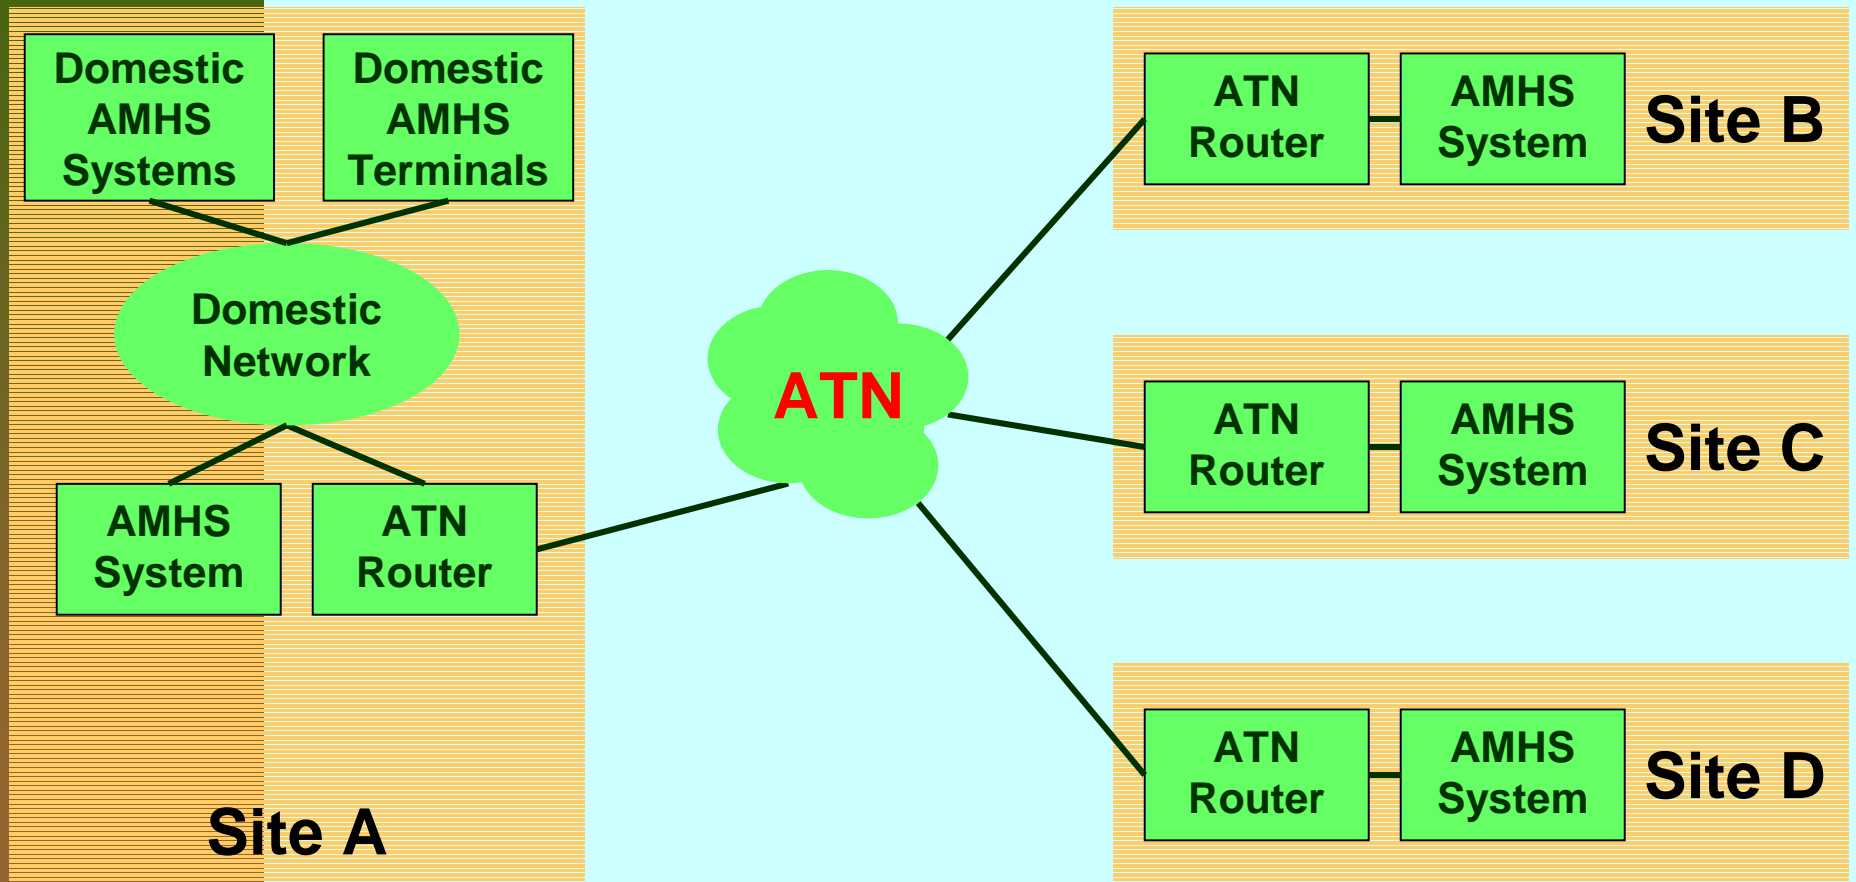 Domestic
AMHS
Systems
Domestic
AMHS
Terminals
Domestic
Network
AMHS
System
ATN
Router
Site A
ATN
ATN
Router
AMHS
System
Site B
ATN
Router
AMHS
System
Site C
ATN
Router
AMHS
System
Site D